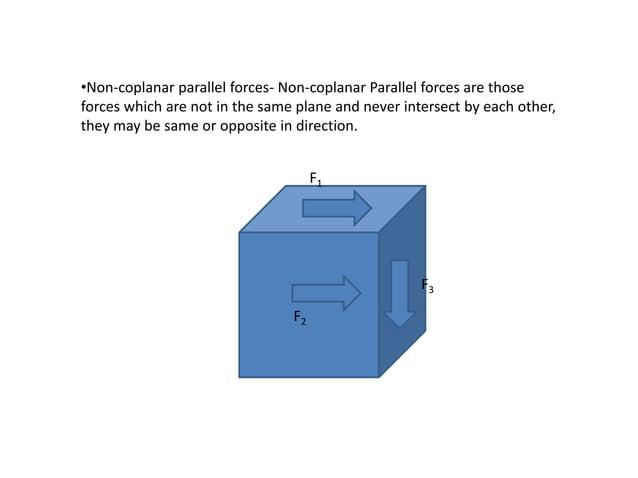 •Non-coplanar parallel forces- Non-coplanar Parallel forces are those
forces which are not in the same plane and never intersect by each other,
they may be same or opposite in direction.
F₁
F₃
F₂